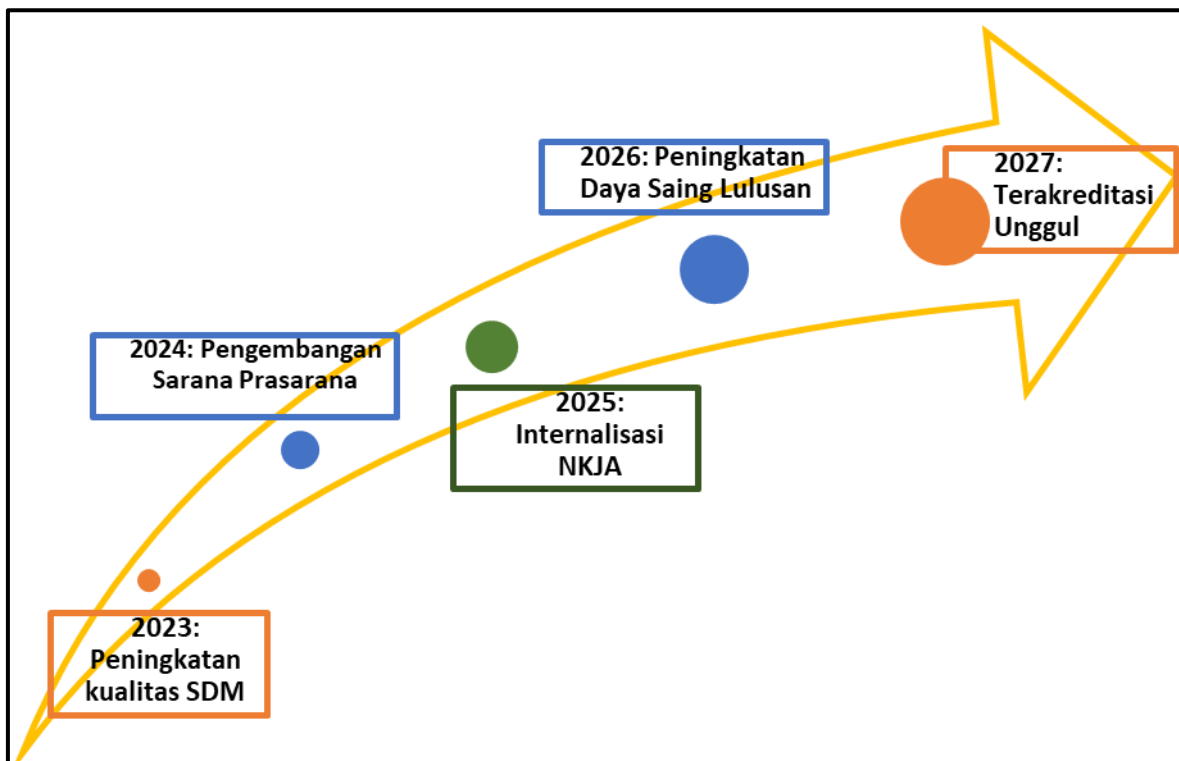 2023:
Peningkatan
kualitas SDM
2024: Pengembangan
Sarana Prasarana
2025:
Internalisasi
NKJA
2026: Peningkatan
Daya Saing Lulusan
2027:
Terakreditasi
Unggul